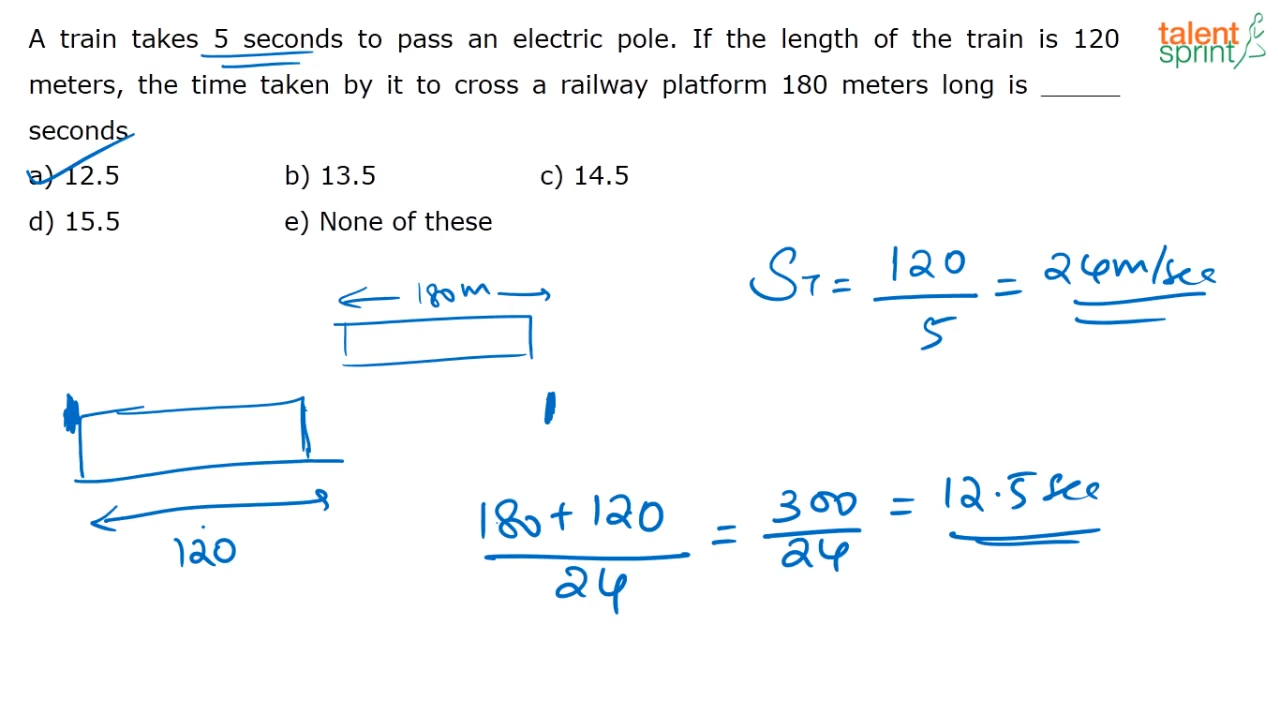 A train takes 5 seconds to pass an electric pole. If the length of the train is 120
meters, the time taken by it to cross a railway platform 180 meters long is ______
seconds
a) 12.5 b) 13.5 c) 14.5
d) 15.5 e) None of these
talent
sprint
S_T = 120/5 = 24m/sec
180m
120
(180 + 120)/24 = 300/24 = 12.5 sec